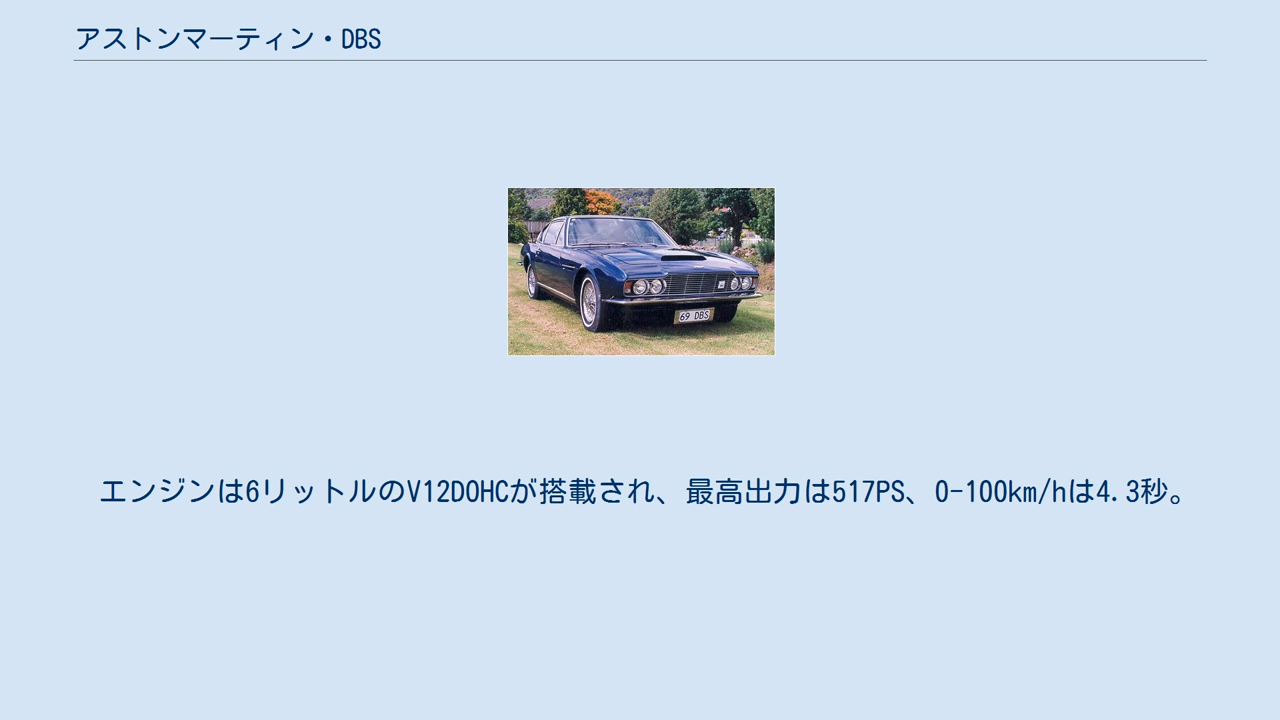 アストンマーティン・DBS
69 DBS
エンジンは6リットルのV12DOHCが搭載され、最高出力は517PS、0-100km/hは4.3秒。